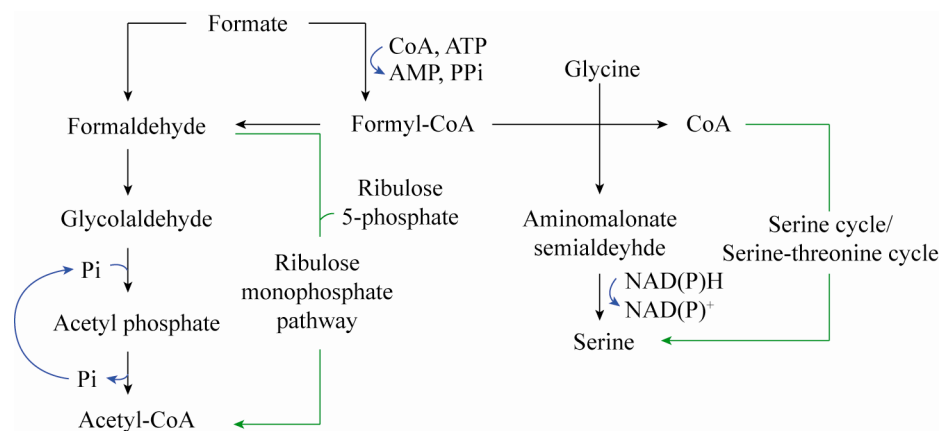 Formate
CoA, ATP
AMP, PPi
Glycine
Formaldehyde
Formyl-CoA
CoA
Ribulose
5-phosphate
Glycolaldehyde
Aminomalonate
semialdeyhde
Serine cycle/
Serine-threonine cycle
Pi
Ribulose
monophosphate
pathway
NAD(P)H
NAD(P)⁺
Acetyl phosphate
Serine
Pi
Acetyl-CoA